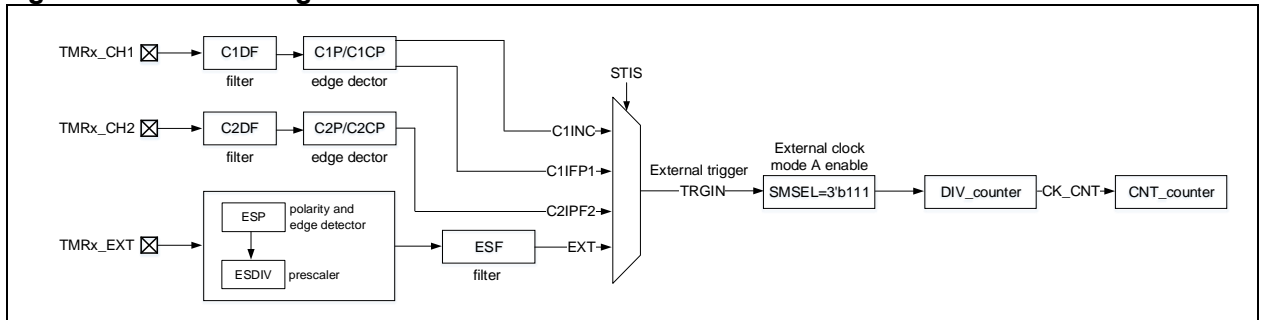 TMRx_CH1
C1DF
filter
C1P/C1CP
edge dector
STIS
TMRx_CH2
C2DF
filter
C2P/C2CP
edge dector
C1INC
C1IFP1
C2IPF2
EXT
External trigger
TRGIN
External clock
mode A enable
SMSEL=3'b111
DIV_counter
CK_CNT
CNT_counter
TMRx_EXT
ESP
polarity and
edge detector
ESDIV
prescaler
ESF
filter